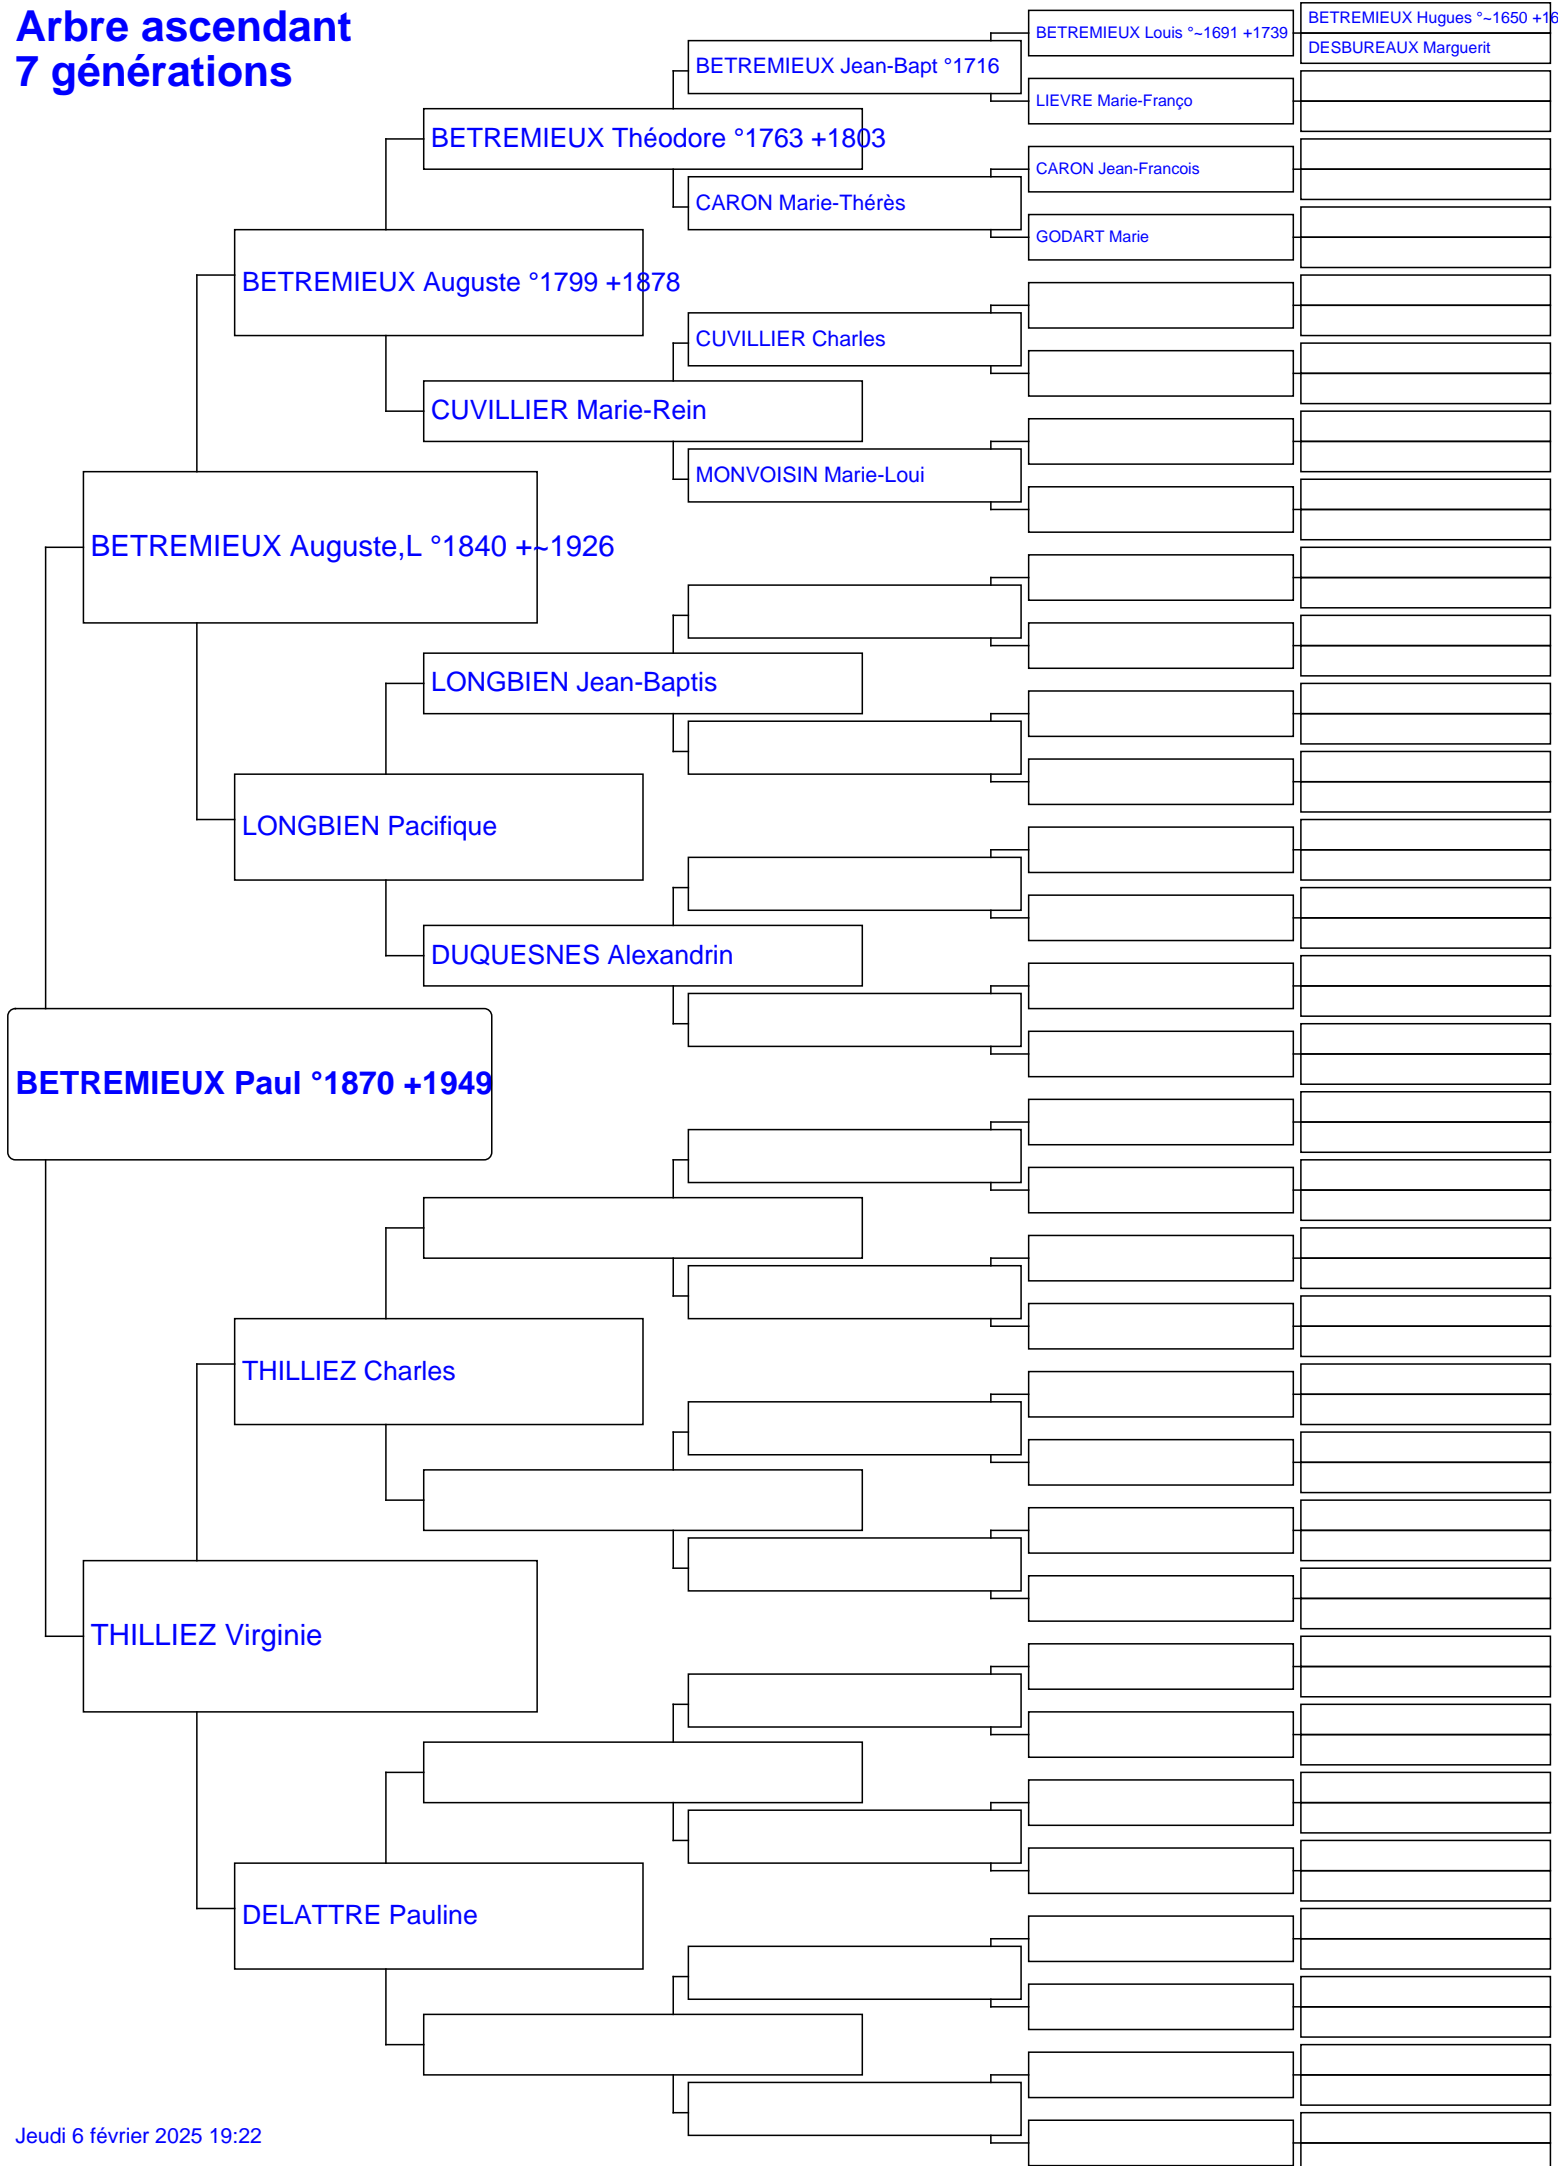 Arbre ascendant
7 générations
BETREMIEUX Hugues °~1650 +16
BETREMIEUX Louis °~1691 +1739
DESBUREAUX Marguerit
BETREMIEUX Jean-Bapt °1716
LIEVRE Marie-Franço
BETREMIEUX Théodore °1763 +1803
CARON Jean-Francois
CARON Marie-Thérès
GODART Marie
BETREMIEUX Auguste °1799 +1878
CUVILLIER Charles
CUVILLIER Marie-Rein
MONVOISIN Marie-Loui
BETREMIEUX Auguste,L °1840 +~1926
LONGBIEN Jean-Baptis
LONGBIEN Pacifique
DUQUESNES Alexandrin
BETREMIEUX Paul °1870 +1949
THILLIEZ Charles
THILLIEZ Virginie
DELATTRE Pauline
Jeudi 6 février 2025 19:22